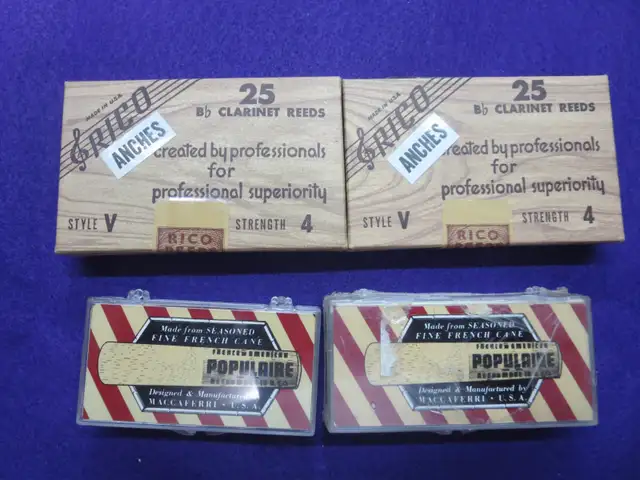 MADE IN U.S.A.
RICO
ANCHES
25
B♭ CLARINET REEDS
created by professionals
for
professional superiority
STYLE V
STRENGTH 4
RICO
REEDS
MADE IN U.S.A.
RICO
ANCHES
25
B♭ CLARINET REEDS
created by professionals
for
professional superiority
STYLE V
STRENGTH 4
RICO
Made from SEASONED
FINE FRENCH CANE
FRENCH AMERICAN
POPULAIRE
Designed & Manufactured by
MACCAFERRI · U.S.A.
Made from SEASONED
FINE FRENCH CANE
FRENCH AMERICAN
POPULAIRE
Designed & Manufactured by
MACCAFERRI · U.S.A.